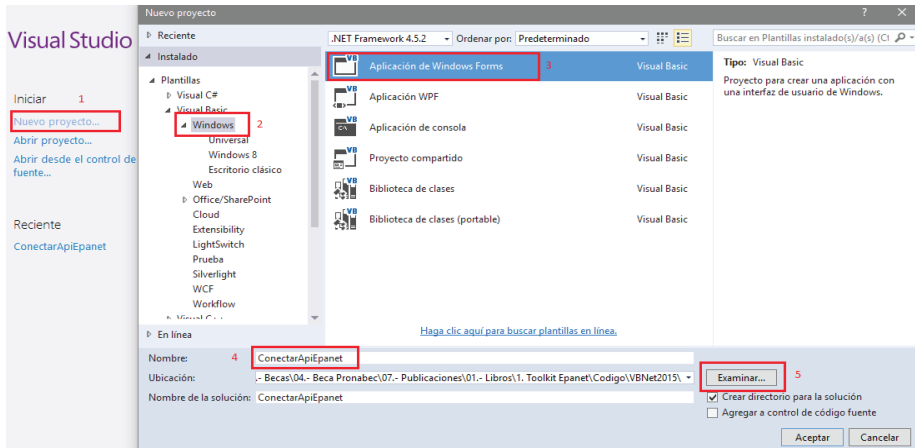 Nuevo proyecto
? ×
Visual Studio
Iniciar 1
Nuevo proyecto...
Abrir proyecto...
Abrir desde el control de
fuente...
Reciente
ConectarApiEpanet
Reciente
Instalado
Plantillas
Visual C#
Visual Basic
Windows 2
Universal
Windows 8
Escritorio clásico
Web
Office/SharePoint
Cloud
Extensibility
LightSwitch
Prueba
Silverlight
WCF
Workflow
Visual C++
En línea
.NET Framework 4.5.2 Ordenar por: Predeterminado
Buscar en Plantillas instalado(s)/a(s) (Ct
VB Aplicación de Windows Forms 3 Visual Basic
VB Aplicación WPF Visual Basic
VB Aplicación de consola Visual Basic
VB Proyecto compartido Visual Basic
VB Biblioteca de clases Visual Basic
VB Biblioteca de clases (portable) Visual Basic
Haga clic aquí para buscar plantillas en línea.
Tipo: Visual Basic
Proyecto para crear una aplicación con
una interfaz de usuario de Windows.
Nombre: 4 ConectarApiEpanet
Ubicación: .- Becas\04.- Beca Pronabec\07.- Publicaciones\01.- Libros\1. Toolkit Epanet\Codigo\VBNet2015\ Examinar... 5
Nombre de la solución: ConectarApiEpanet
Crear directorio para la solución
Agregar a control de código fuente
Aceptar Cancelar